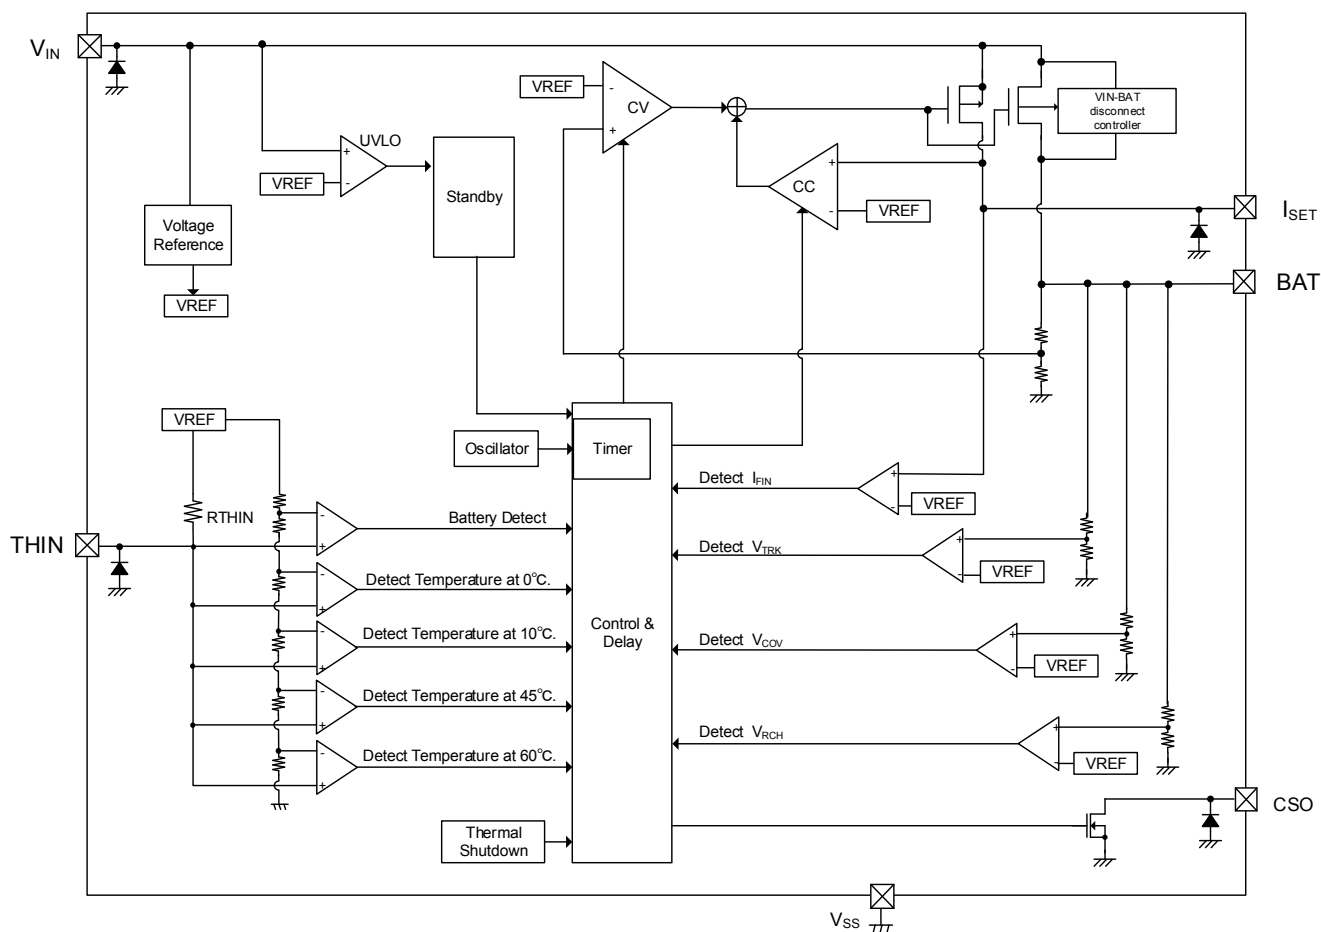 VIN
VREF
CV
VIN-BAT
disconnect
controller
UVLO
VREF
Standby
CC
VREF
Voltage
Reference
VREF
ISET
BAT
VREF
Oscillator
Timer
RTHIN
THIN
Battery Detect
Detect Temperature at 0℃.
Detect Temperature at 10℃.
Detect Temperature at 45℃.
Detect Temperature at 60℃.
Control &
Delay
Detect IFIN
VREF
Detect VTRK
VREF
Detect VCOV
VREF
Detect VRCH
VREF
Thermal
Shutdown
CSO
VSS
- + + - + - + - + - + - + - + - + - + - + - + -